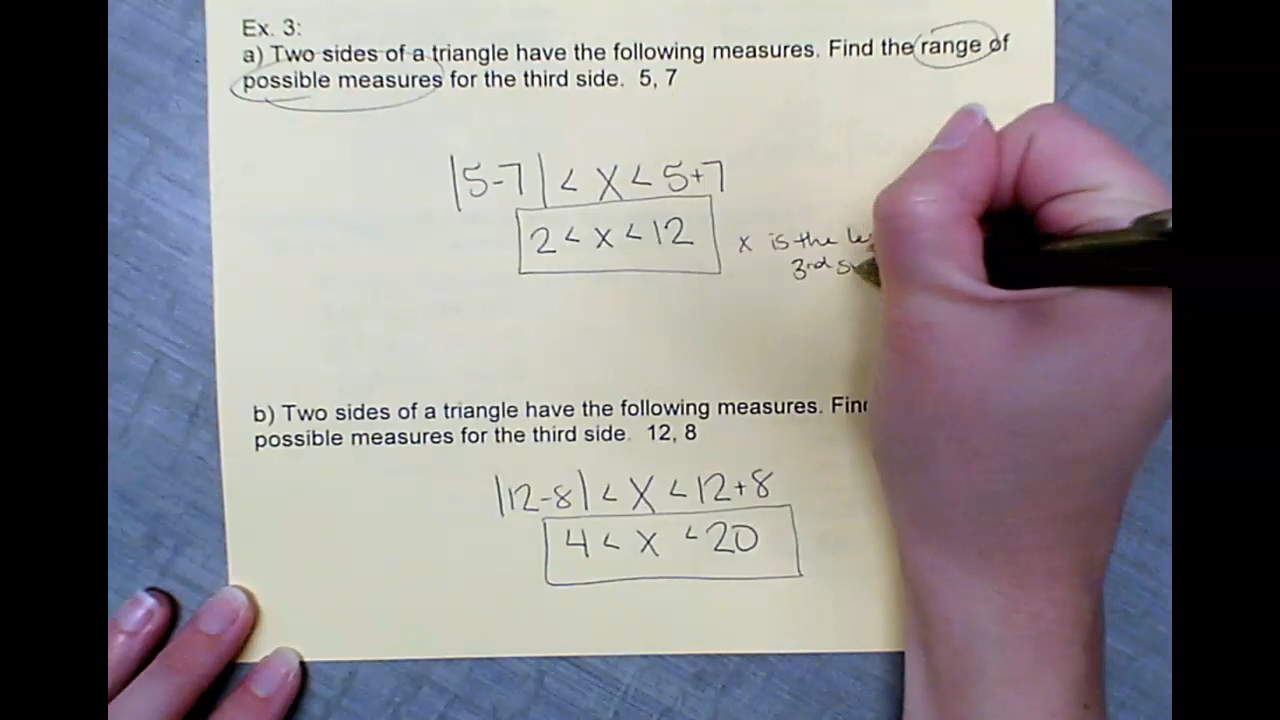 Ex. 3:
a) Two sides of a triangle have the following measures. Find the range of
possible measures for the third side. 5, 7
|5-7| < x < 5+7
2 < x < 12
x is the
3rd
b) Two sides of a triangle have the following measures.
possible measures for the third side. 12, 8
|12-8| < x < 12+8
4 < x < 20